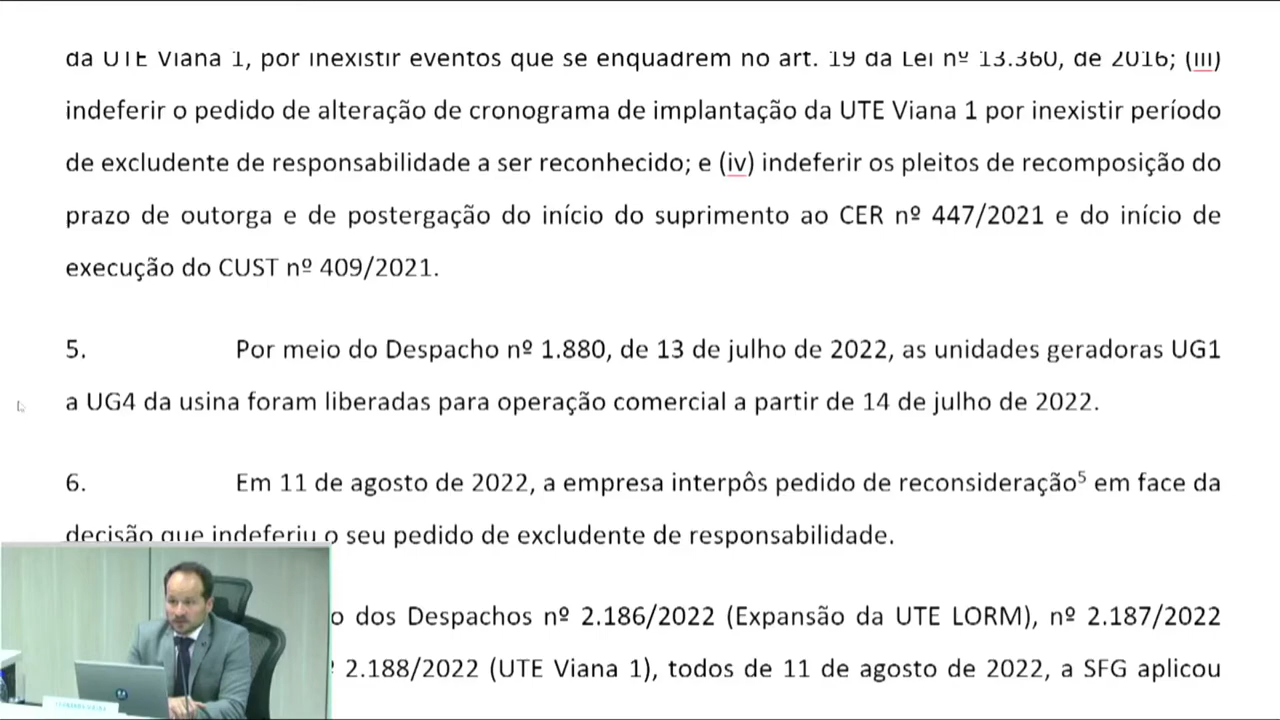 da UTE Viana 1, por inexistir eventos que se enquadrem no art. 19 da Lei nº 13.360, de 2016; (iii)
indeferir o pedido de alteração de cronograma de implantação da UTE Viana 1 por inexistir período
de excludente de responsabilidade a ser reconhecido; e (iv) indeferir os pleitos de recomposição do
prazo de outorga e de postergação do início do suprimento ao CER nº 447/2021 e do início de
execução do CUST nº 409/2021.
5. Por meio do Despacho nº 1.880, de 13 de julho de 2022, as unidades geradoras UG1
a UG4 da usina foram liberadas para operação comercial a partir de 14 de julho de 2022.
6. Em 11 de agosto de 2022, a empresa interpôs pedido de reconsideração⁵ em face da
decisão que indeferiu o seu pedido de excludente de responsabilidade.
o dos Despachos nº 2.186/2022 (Expansão da UTE LORM), nº 2.187/2022
2.188/2022 (UTE Viana 1), todos de 11 de agosto de 2022, a SFG aplicou